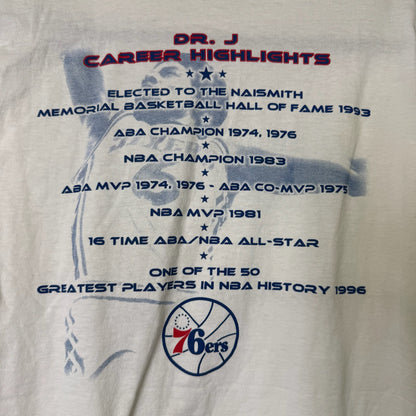 DR. J
CAREER HIGHLIGHTS
ELECTED TO THE NAISMITH
MEMORIAL BASKETBALL HALL OF FAME 1993
ABA CHAMPION 1974, 1976
NBA CHAMPION 1983
ABA MVP 1974, 1976 - ABA CO-MVP 1975
NBA MVP 1981
16 TIME ABA/NBA ALL-STAR
ONE OF THE 50
GREATEST PLAYERS IN NBA HISTORY 1996
76ers